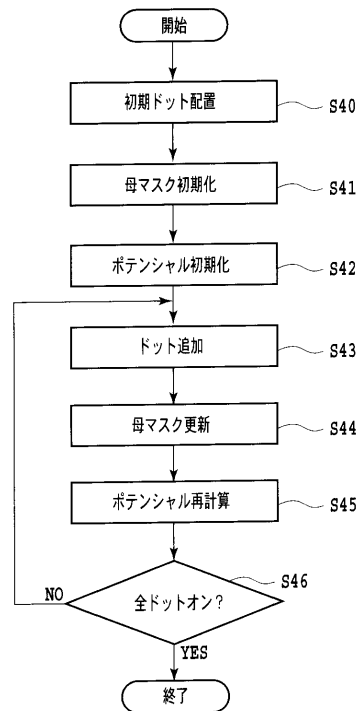 開始
初期ドット配置
S40
母マスク初期化
S41
ポテンシャル初期化
S42
ドット追加
S43
母マスク更新
S44
ポテンシャル再計算
S45
全ドットオン？
S46
NO
YES
終了